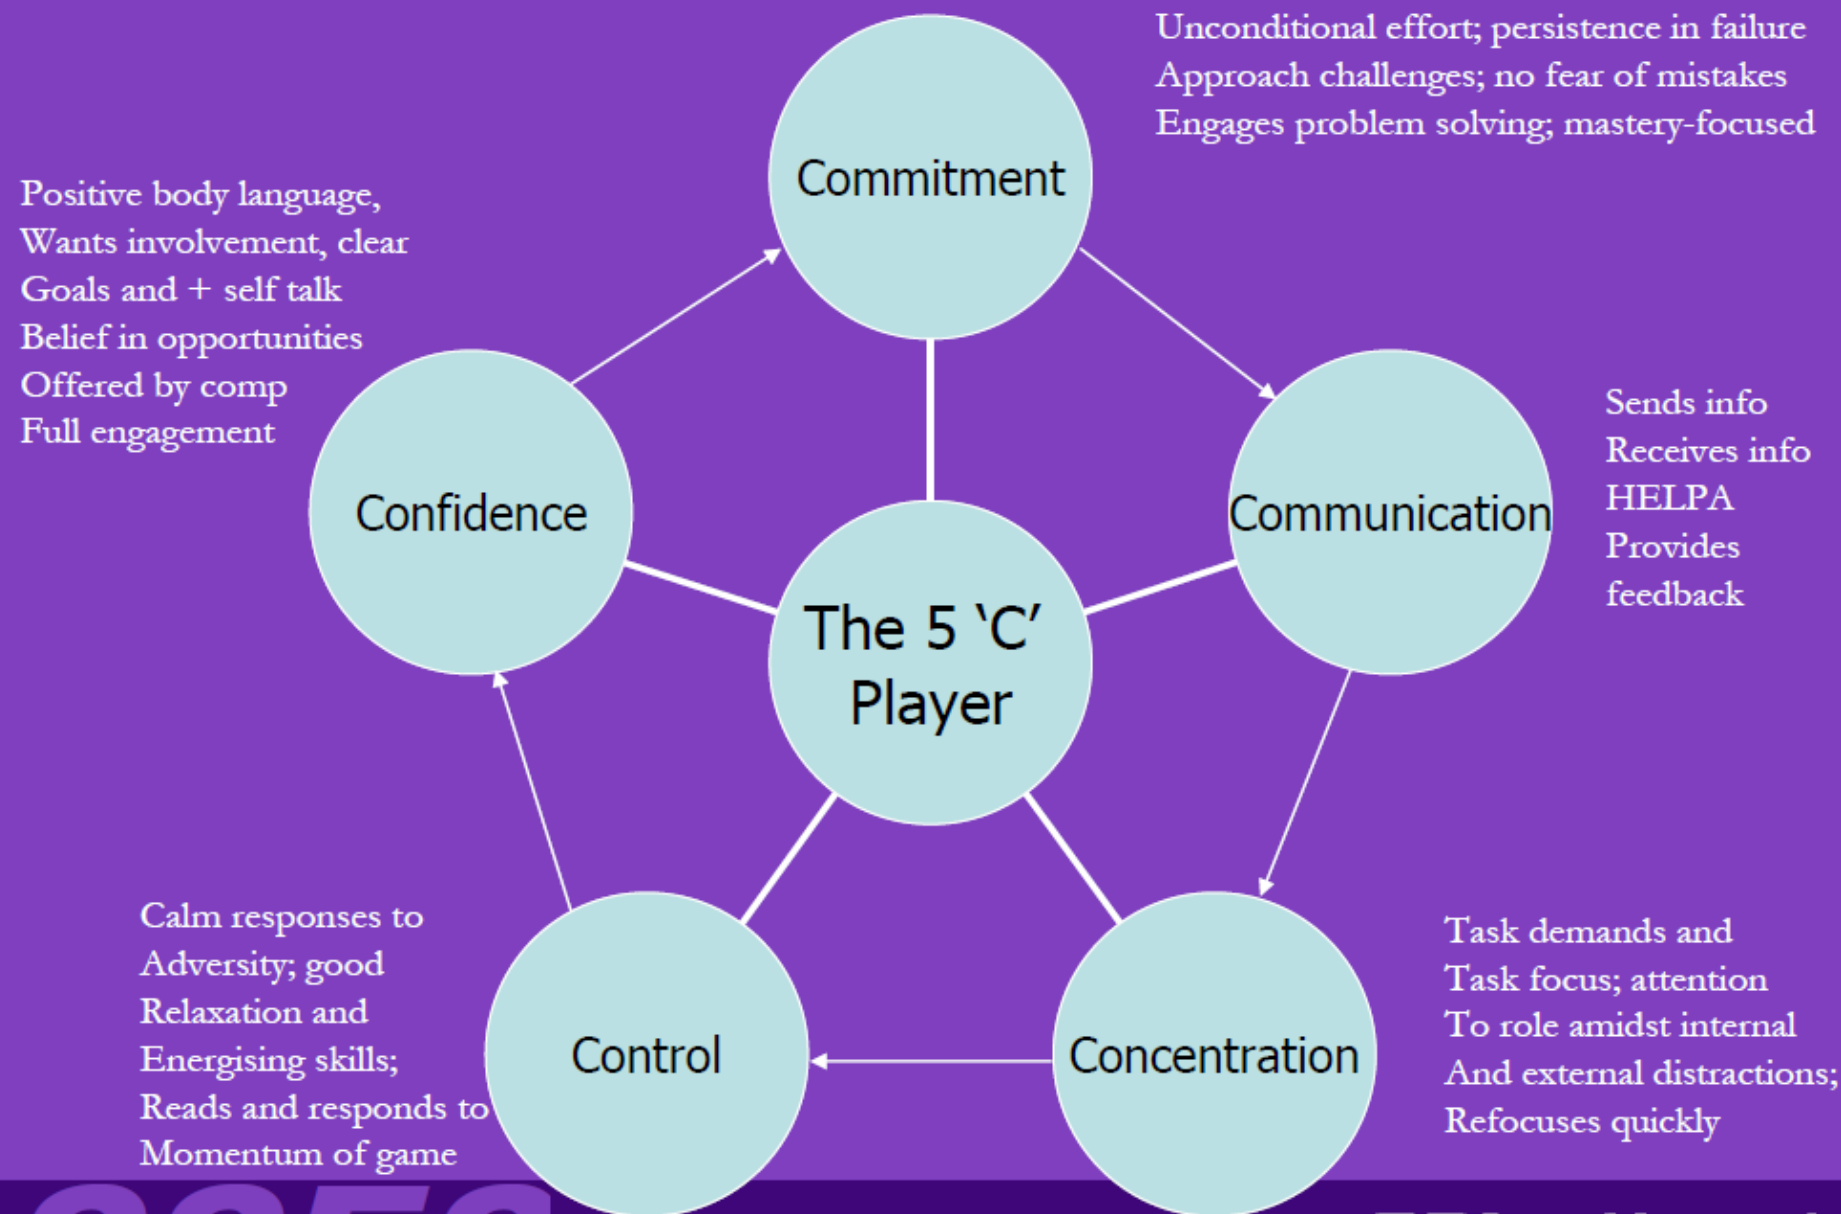 Unconditional effort; persistence in failure
Approach challenges; no fear of mistakes
Engages problem solving; mastery-focused
Commitment
Positive body language,
Wants involvement, clear
Goals and + self talk
Belief in opportunities
Offered by comp
Full engagement
Confidence
Communication
Sends info
Receives info
HELPA
Provides
feedback
The 5 ‘C’
Player
Calm responses to
Adversity; good
Relaxation and
Energising skills;
Reads and responds to
Momentum of game
Control
Concentration
Task demands and
Task focus; attention
To role amidst internal
And external distractions;
Refocuses quickly